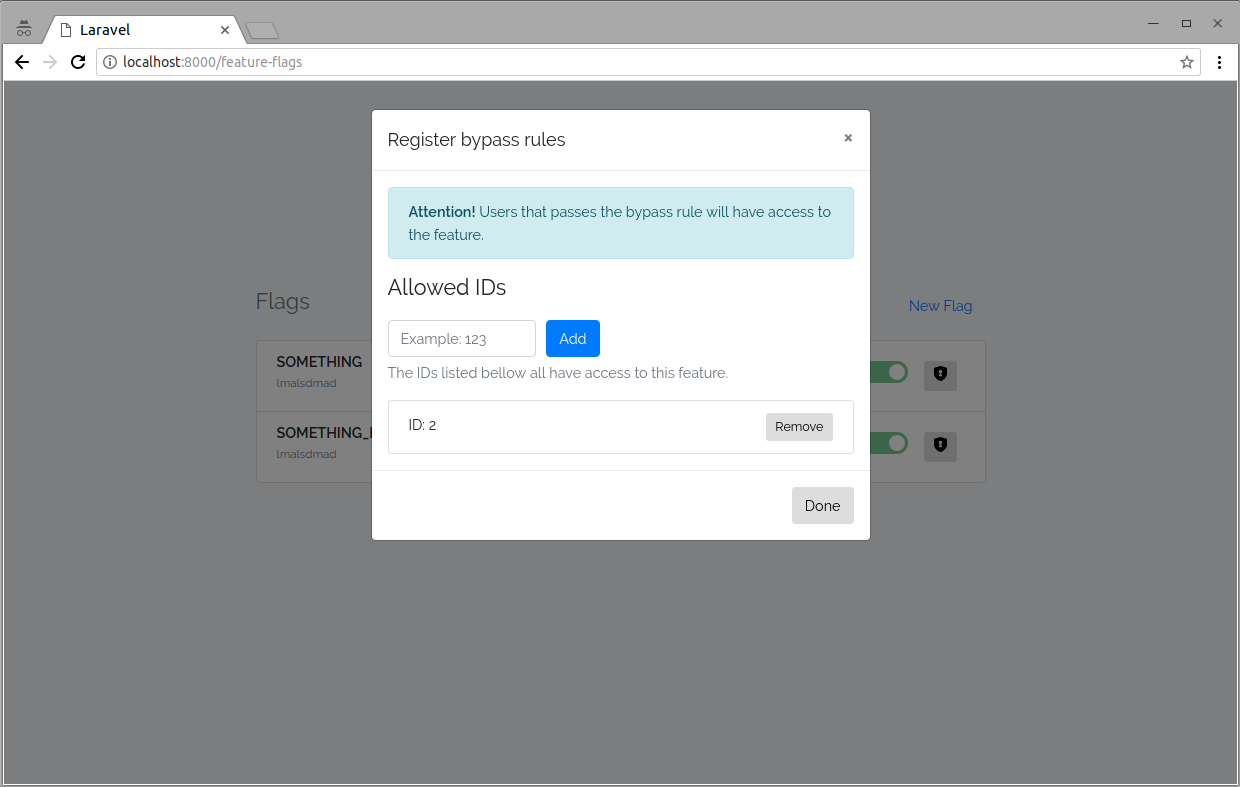 Laravel
localhost:8000/feature-flags
Register bypass rules
×
Attention! Users that passes the bypass rule will have access to
the feature.
Allowed IDs
Flags
New Flag
Example: 123
Add
The IDs listed bellow all have access to this feature.
SOMETHING
lmalsdmad
ID: 2
Remove
SOMETHING_
lmalsdmad
Done